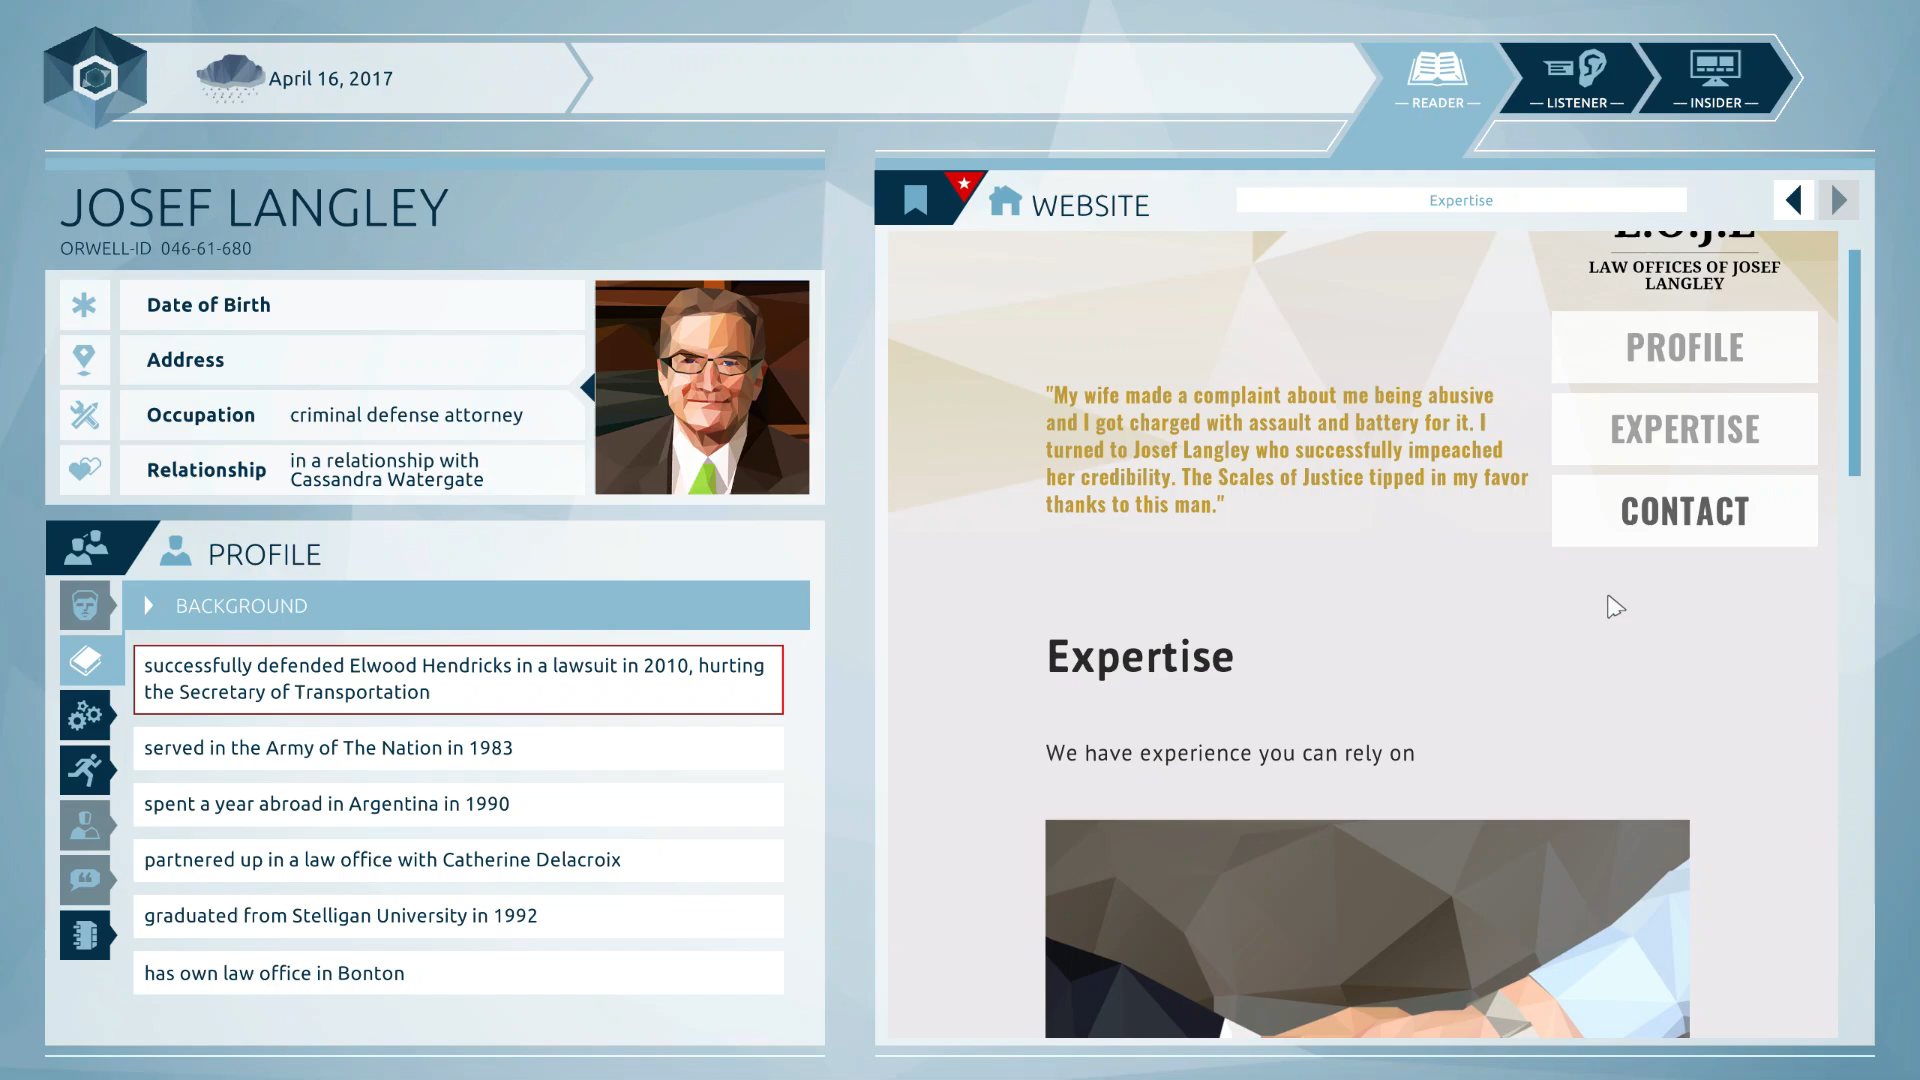 April 16, 2017
— READER —
— LISTENER —
— INSIDER —
JOSEF LANGLEY
ORWELL-ID 046-61-680
Date of Birth
Address
Occupation criminal defense attorney
Relationship in a relationship with
Cassandra Watergate
PROFILE
BACKGROUND
successfully defended Elwood Hendricks in a lawsuit in 2010, hurting
the Secretary of Transportation
served in the Army of The Nation in 1983
spent a year abroad in Argentina in 1990
partnered up in a law office with Catherine Delacroix
graduated from Stelligan University in 1992
has own law office in Bonton
WEBSITE
Expertise
LAW OFFICES OF JOSEF
LANGLEY
PROFILE
EXPERTISE
CONTACT
"My wife made a complaint about me being abusive
and I got charged with assault and battery for it. I
turned to Josef Langley who successfully impeached
her credibility. The Scales of Justice tipped in my favor
thanks to this man."
Expertise
We have experience you can rely on